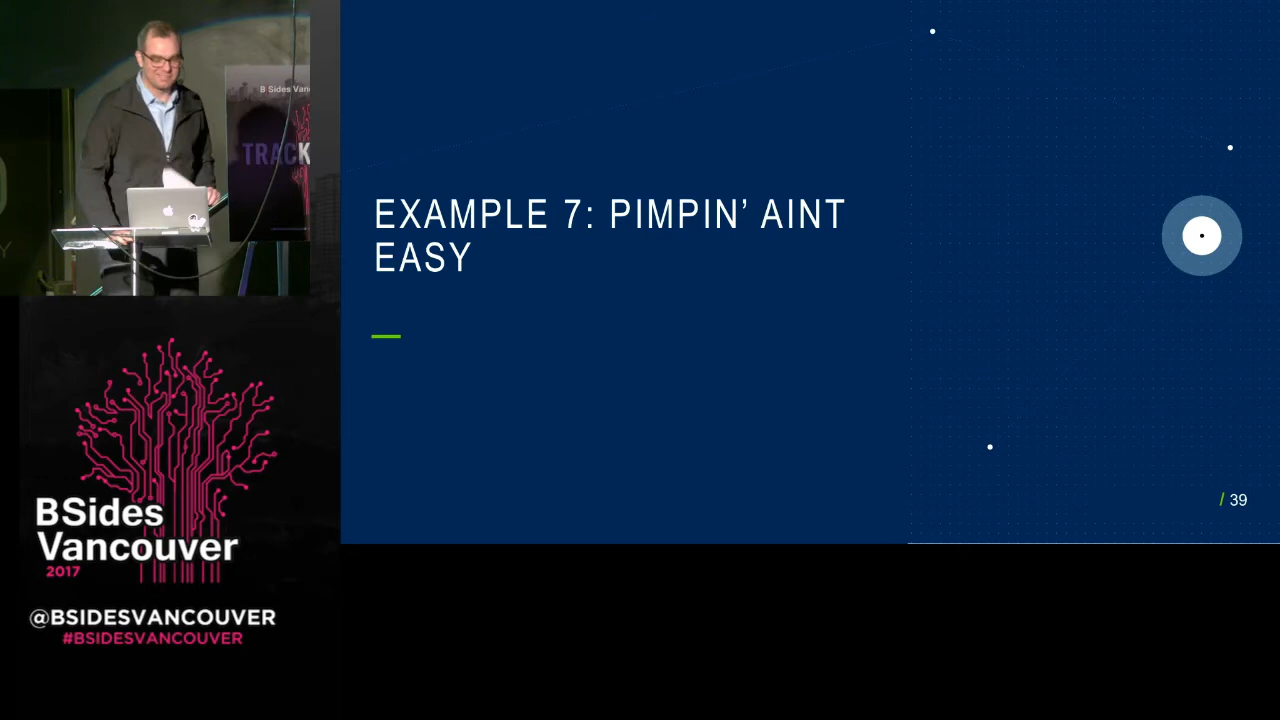 B Sides Van
TRACK
EXAMPLE 7: PIMPIN’ AINT
EASY
/ 39
BSides
Vancouver
2017
@BSIDESVANCOUVER
#BSIDESVANCOUVER